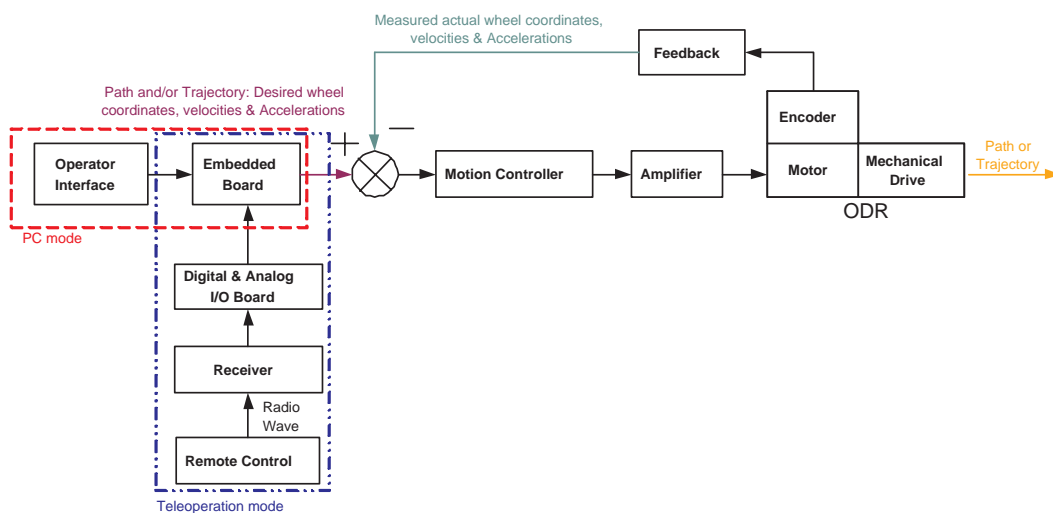 Measured actual wheel coordinates,
velocities & Accelerations
Feedback
Path and/or Trajectory: Desired wheel
coordinates, velocities & Accelerations
Encoder
+
−
Operator
Interface
Embedded
Board
Motion Controller
Amplifier
Motor
Mechanical
Drive
Path or
Trajectory
ODR
PC mode
Digital & Analog
I/O Board
Receiver
Radio
Wave
Remote Control
Teleoperation mode